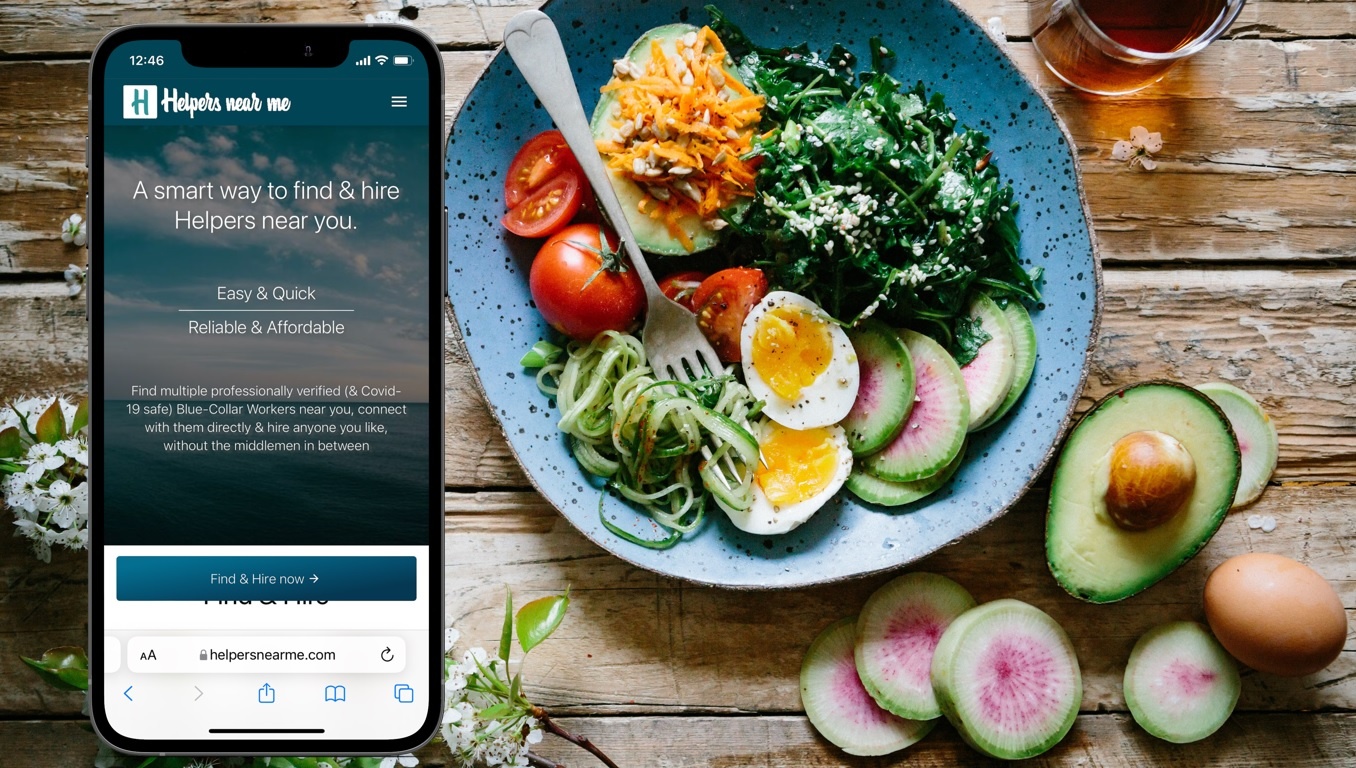 12:46
H Helpers near me
A smart way to find & hire
Helpers near you.
Easy & Quick
Reliable & Affordable
Find multiple professionally verified (& Covid-
19 safe) Blue-Collar Workers near you, connect
with them directly & hire anyone you like,
without the middlemen in between
Find & Hire now →
Find & Hire
AA helpersnearme.com